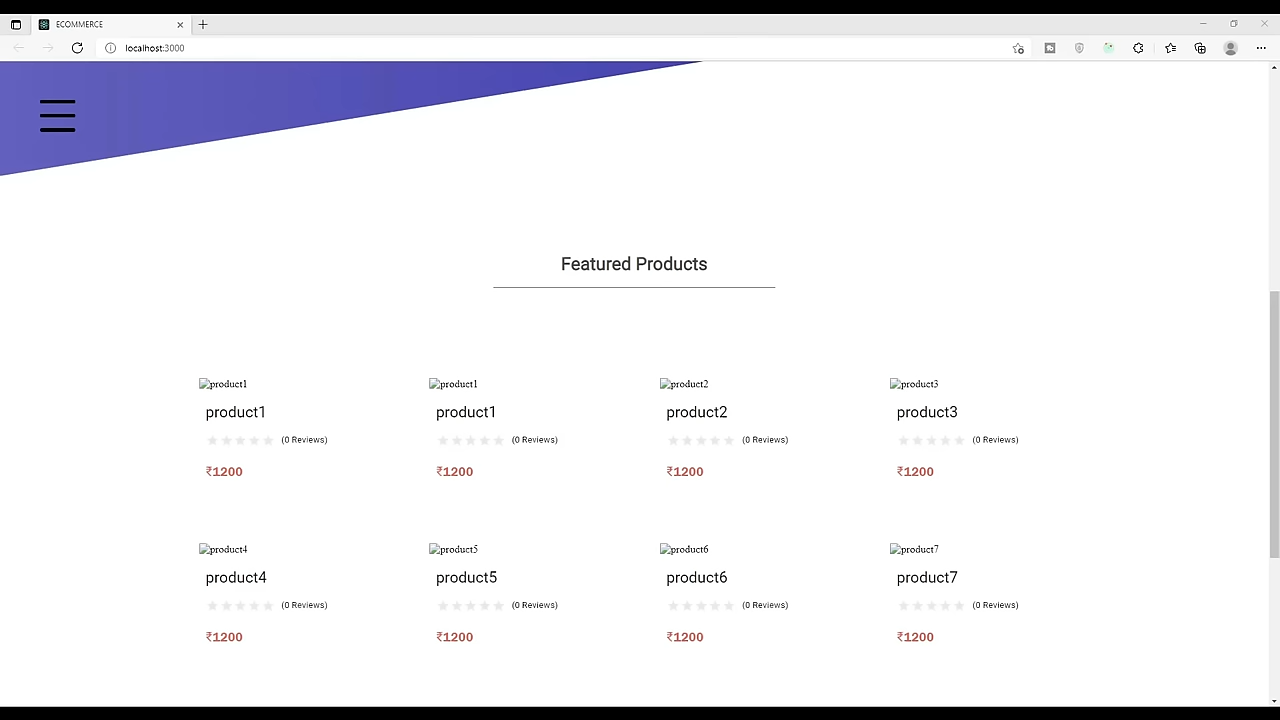 ECOMMERCE
localhost:3000
Featured Products
product1 product1 product2 product3
product1 product1 product2 product3
(0 Reviews) (0 Reviews) (0 Reviews) (0 Reviews)
₹1200 ₹1200 ₹1200 ₹1200
product4 product5 product6 product7
product4 product5 product6 product7
(0 Reviews) (0 Reviews) (0 Reviews) (0 Reviews)
₹1200 ₹1200 ₹1200 ₹1200